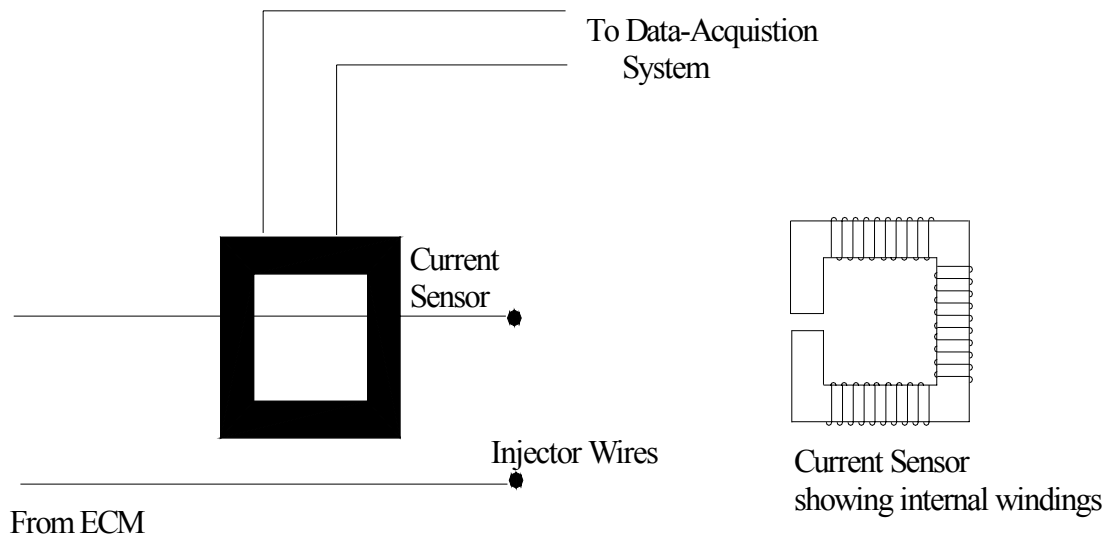 To Data-Acquistion
System
Current
Sensor
Injector Wires
From ECM
Current Sensor
showing internal windings